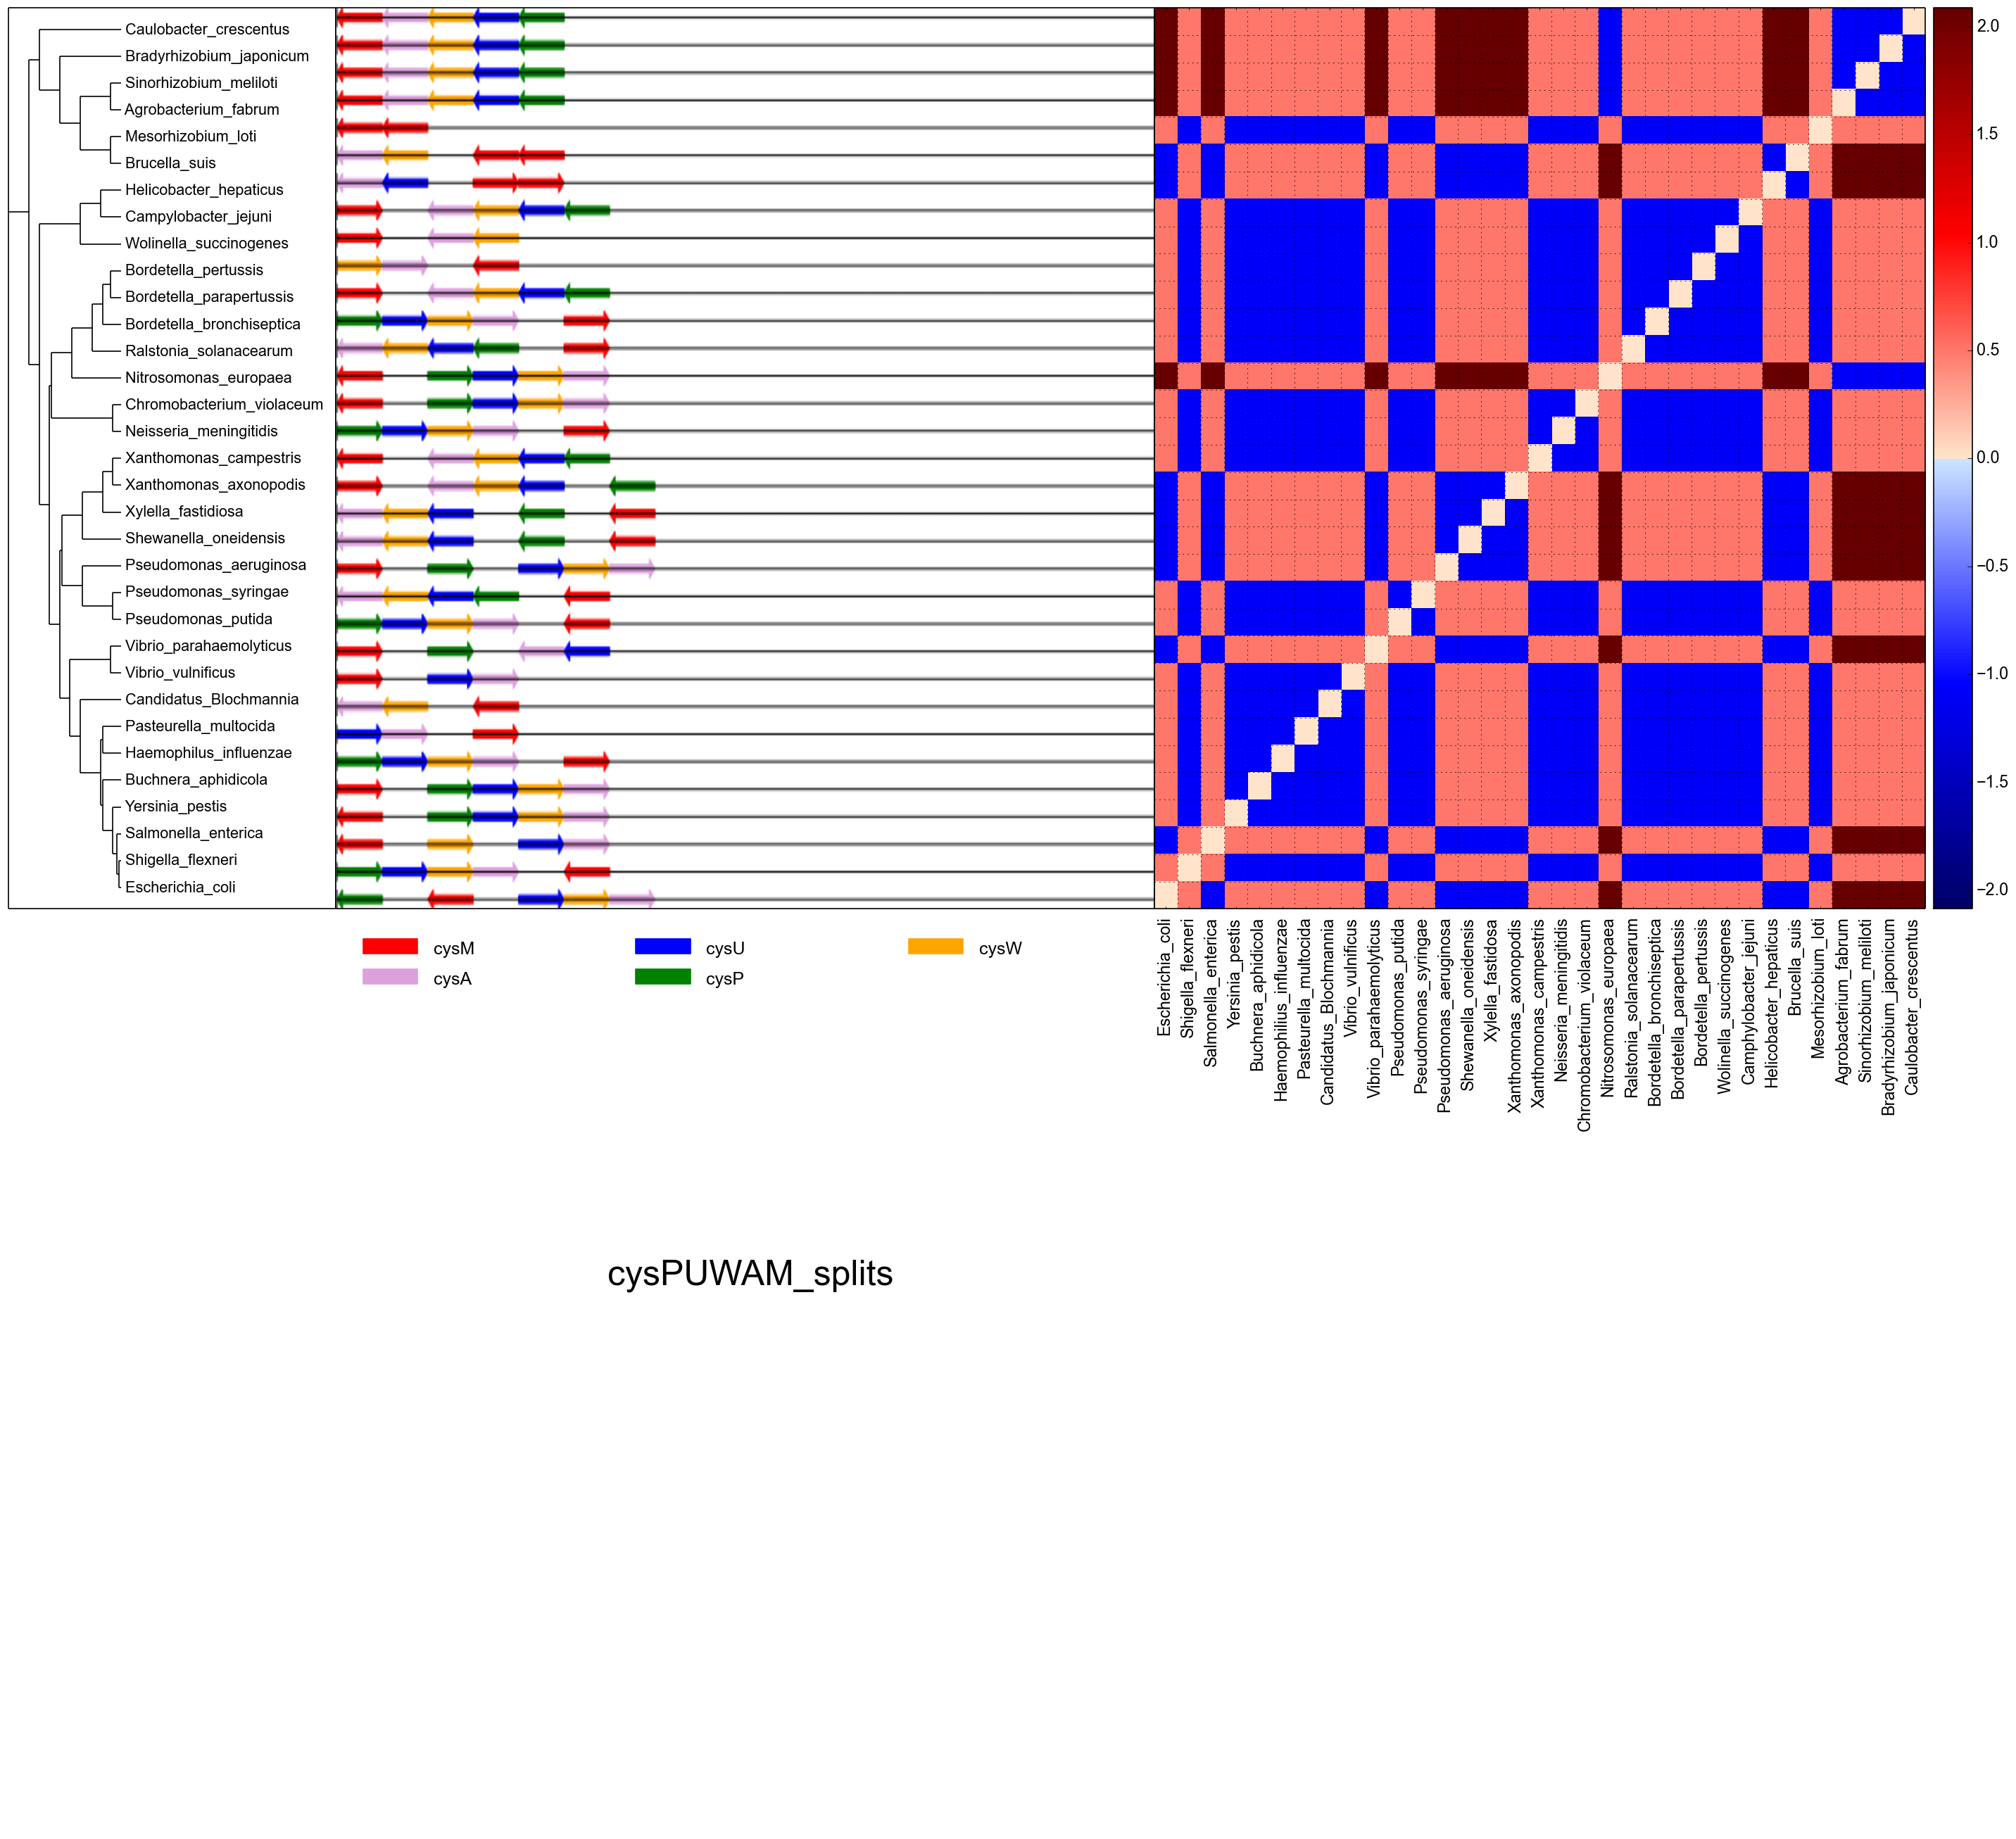 Caulobacter_crescentus
Bradyrhizobium_japonicum
Sinorhizobium_meliloti
Agrobacterium_fabrum
Mesorhizobium_loti
Brucella_suis
Helicobacter_hepaticus
Campylobacter_jejuni
Wolinella_succinogenes
Bordetella_pertussis
Bordetella_parapertussis
Bordetella_bronchiseptica
Ralstonia_solanacearum
Nitrosomonas_europaea
Chromobacterium_violaceum
Neisseria_meningitidis
Xanthomonas_campestris
Xanthomonas_axonopodis
Xylella_fastidiosa
Shewanella_oneidensis
Pseudomonas_aeruginosa
Pseudomonas_syringae
Pseudomonas_putida
Vibrio_parahaemolyticus
Vibrio_vulnificus
Candidatus_Blochmannia
Pasteurella_multocida
Haemophilus_influenzae
Buchnera_aphidicola
Yersinia_pestis
Salmonella_enterica
Shigella_flexneri
Escherichia_coli
2.0
1.5
1.0
0.5
0.0
−0.5
−1.0
−1.5
−2.0
Escherichia_coli
Shigella_flexneri
Salmonella_enterica
Yersinia_pestis
Buchnera_aphidicola
Haemophilus_influenzae
Pasteurella_multocida
Candidatus_Blochmannia
Vibrio_vulnificus
Vibrio_parahaemolyticus
Pseudomonas_putida
Pseudomonas_syringae
Pseudomonas_aeruginosa
Shewanella_oneidensis
Xylella_fastidiosa
Xanthomonas_axonopodis
Xanthomonas_campestris
Neisseria_meningitidis
Chromobacterium_violaceum
Nitrosomonas_europaea
Ralstonia_solanacearum
Bordetella_bronchiseptica
Bordetella_parapertussis
Bordetella_pertussis
Wolinella_succinogenes
Camphylobacter_jejuni
Helicobacter_hepaticus
Brucella_suis
Mesorhizobium_loti
Agrobacterium_fabrum
Sinorhizobium_meliloti
Bradyrhizobium_japonicum
Caulobacter_crescentus
cysM cysU cysW
cysA cysP
cysPUWAM_splits